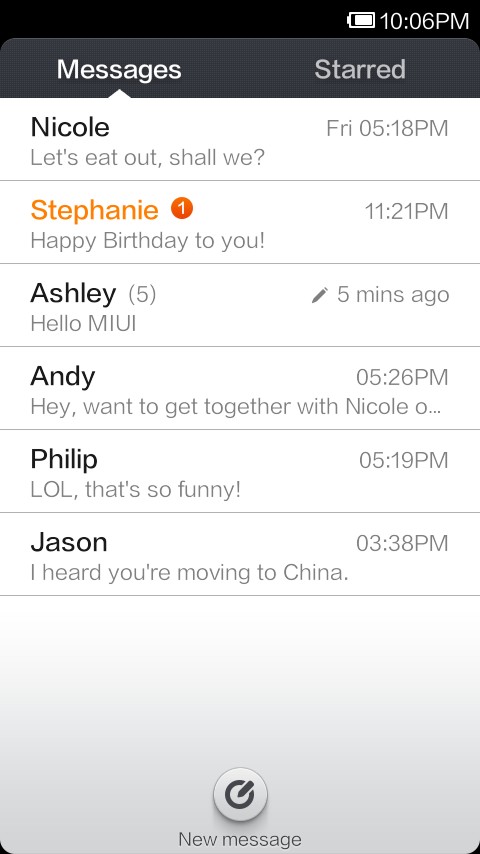 10:06PM
Messages Starred
Nicole Fri 05:18PM
Let's eat out, shall we?
Stephanie 1 11:21PM
Happy Birthday to you!
Ashley (5) 5 mins ago
Hello MIUI
Andy 05:26PM
Hey, want to get together with Nicole o...
Philip 05:19PM
LOL, that's so funny!
Jason 03:38PM
I heard you're moving to China.
New message